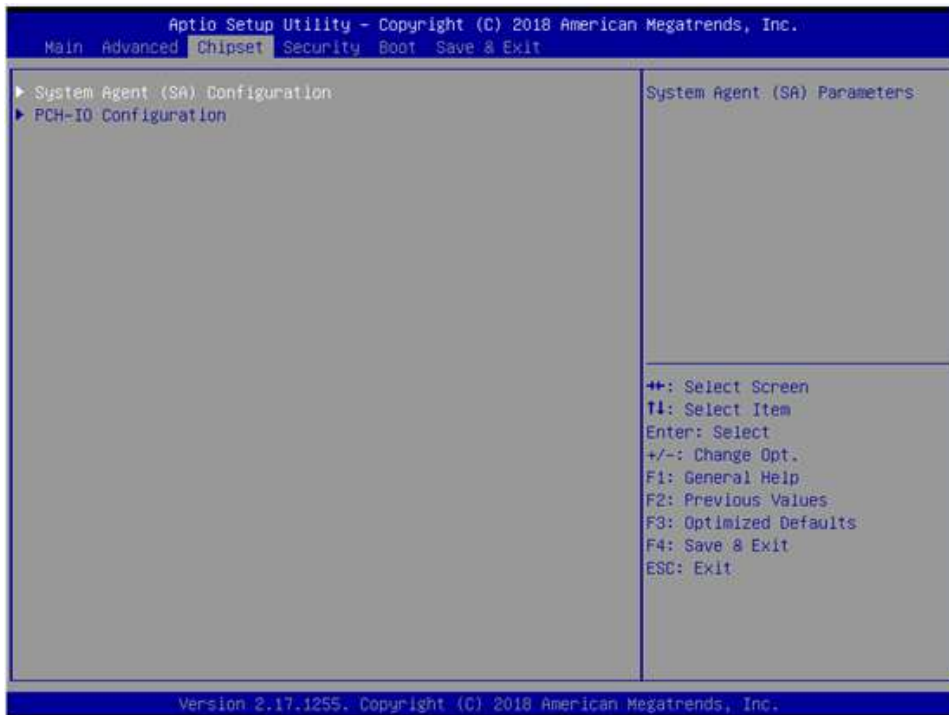 Aptio Setup Utility – Copyright (C) 2018 American Megatrends, Inc.
Main Advanced Chipset Security Boot Save & Exit
▶ System Agent (SA) Configuration
▶ PCH-IO Configuration
System Agent (SA) Parameters
→←: Select Screen
↑↓: Select Item
Enter: Select
+/-: Change Opt.
F1: General Help
F2: Previous Values
F3: Optimized Defaults
F4: Save & Exit
ESC: Exit
Version 2.17.1255. Copyright (C) 2018 American Megatrends, Inc.